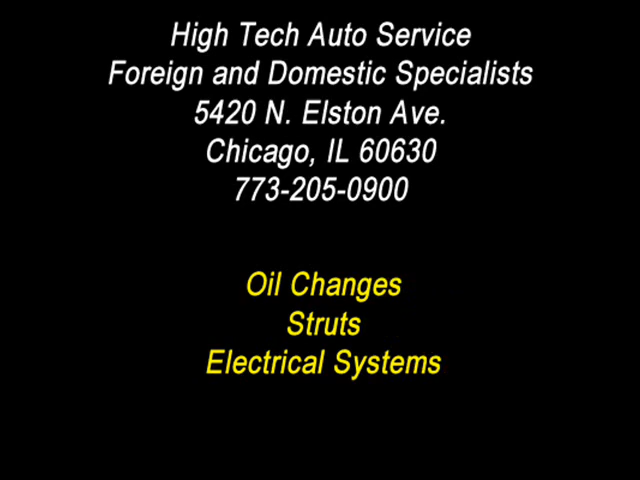 High Tech Auto Service
Foreign and Domestic Specialists
5420 N. Elston Ave.
Chicago, IL 60630
773-205-0900
Oil Changes
Struts
Electrical Systems